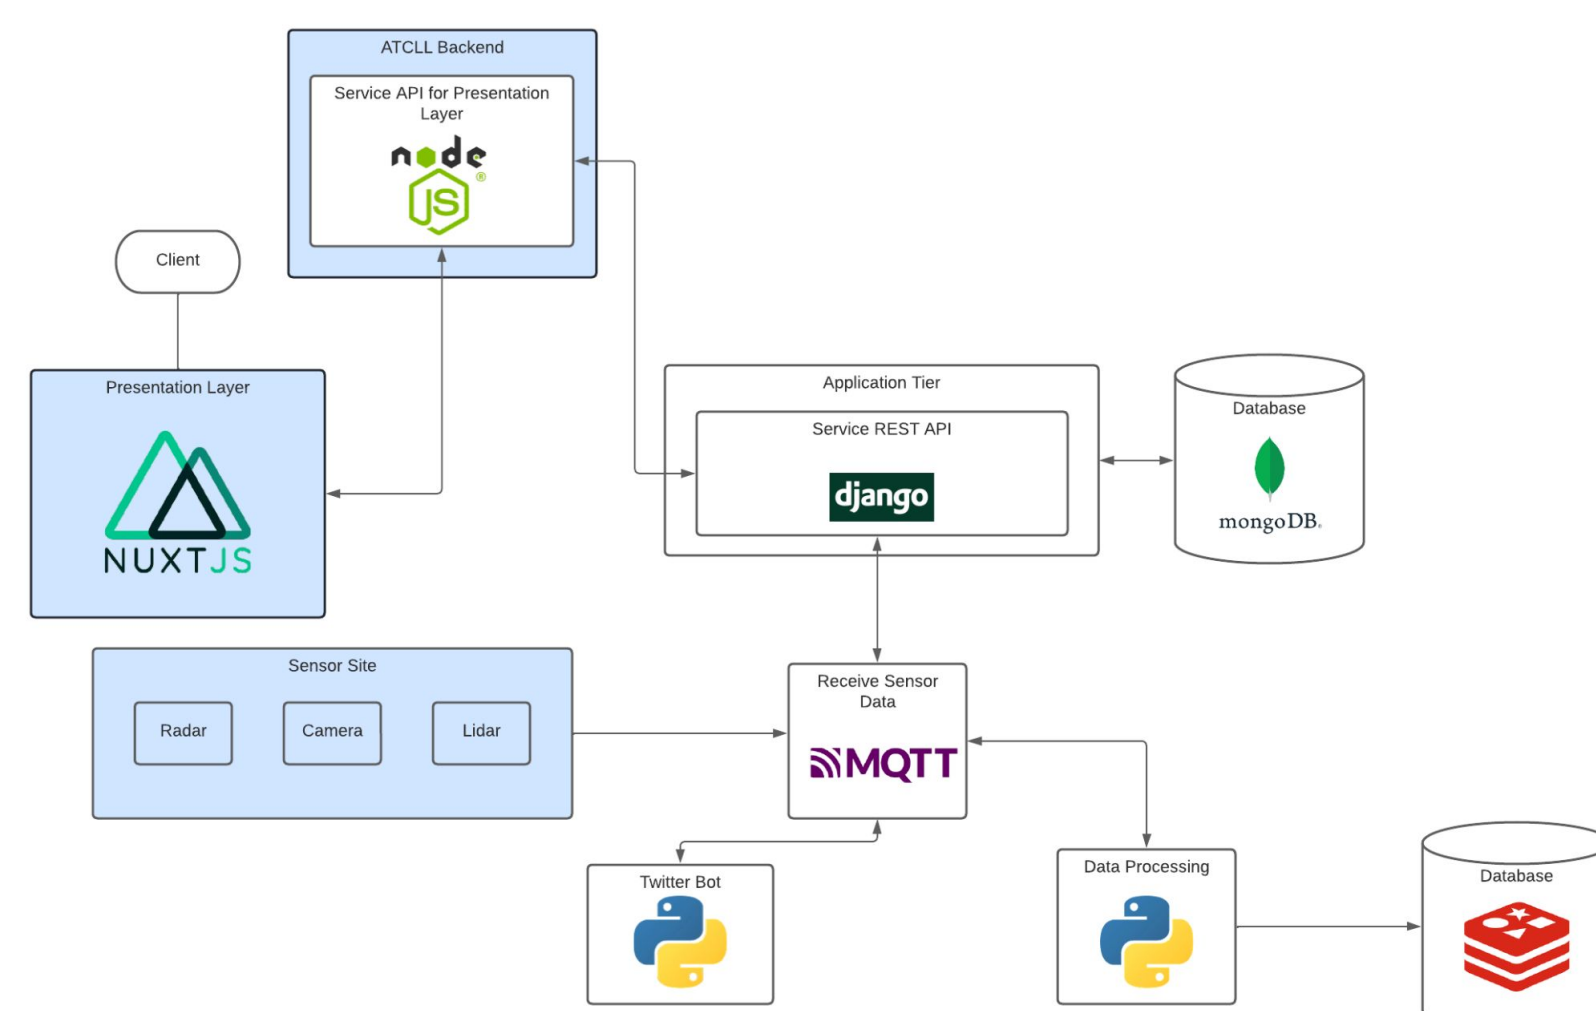 ATCLL Backend
Service API for Presentation
Layer
node
JS
®
Client
Presentation Layer
NUXTJS
Application Tier
Service REST API
django
Database
mongoDB.
Sensor Site
Radar
Camera
Lidar
Receive Sensor
Data
MQTT
Twitter Bot
Data Processing
Database